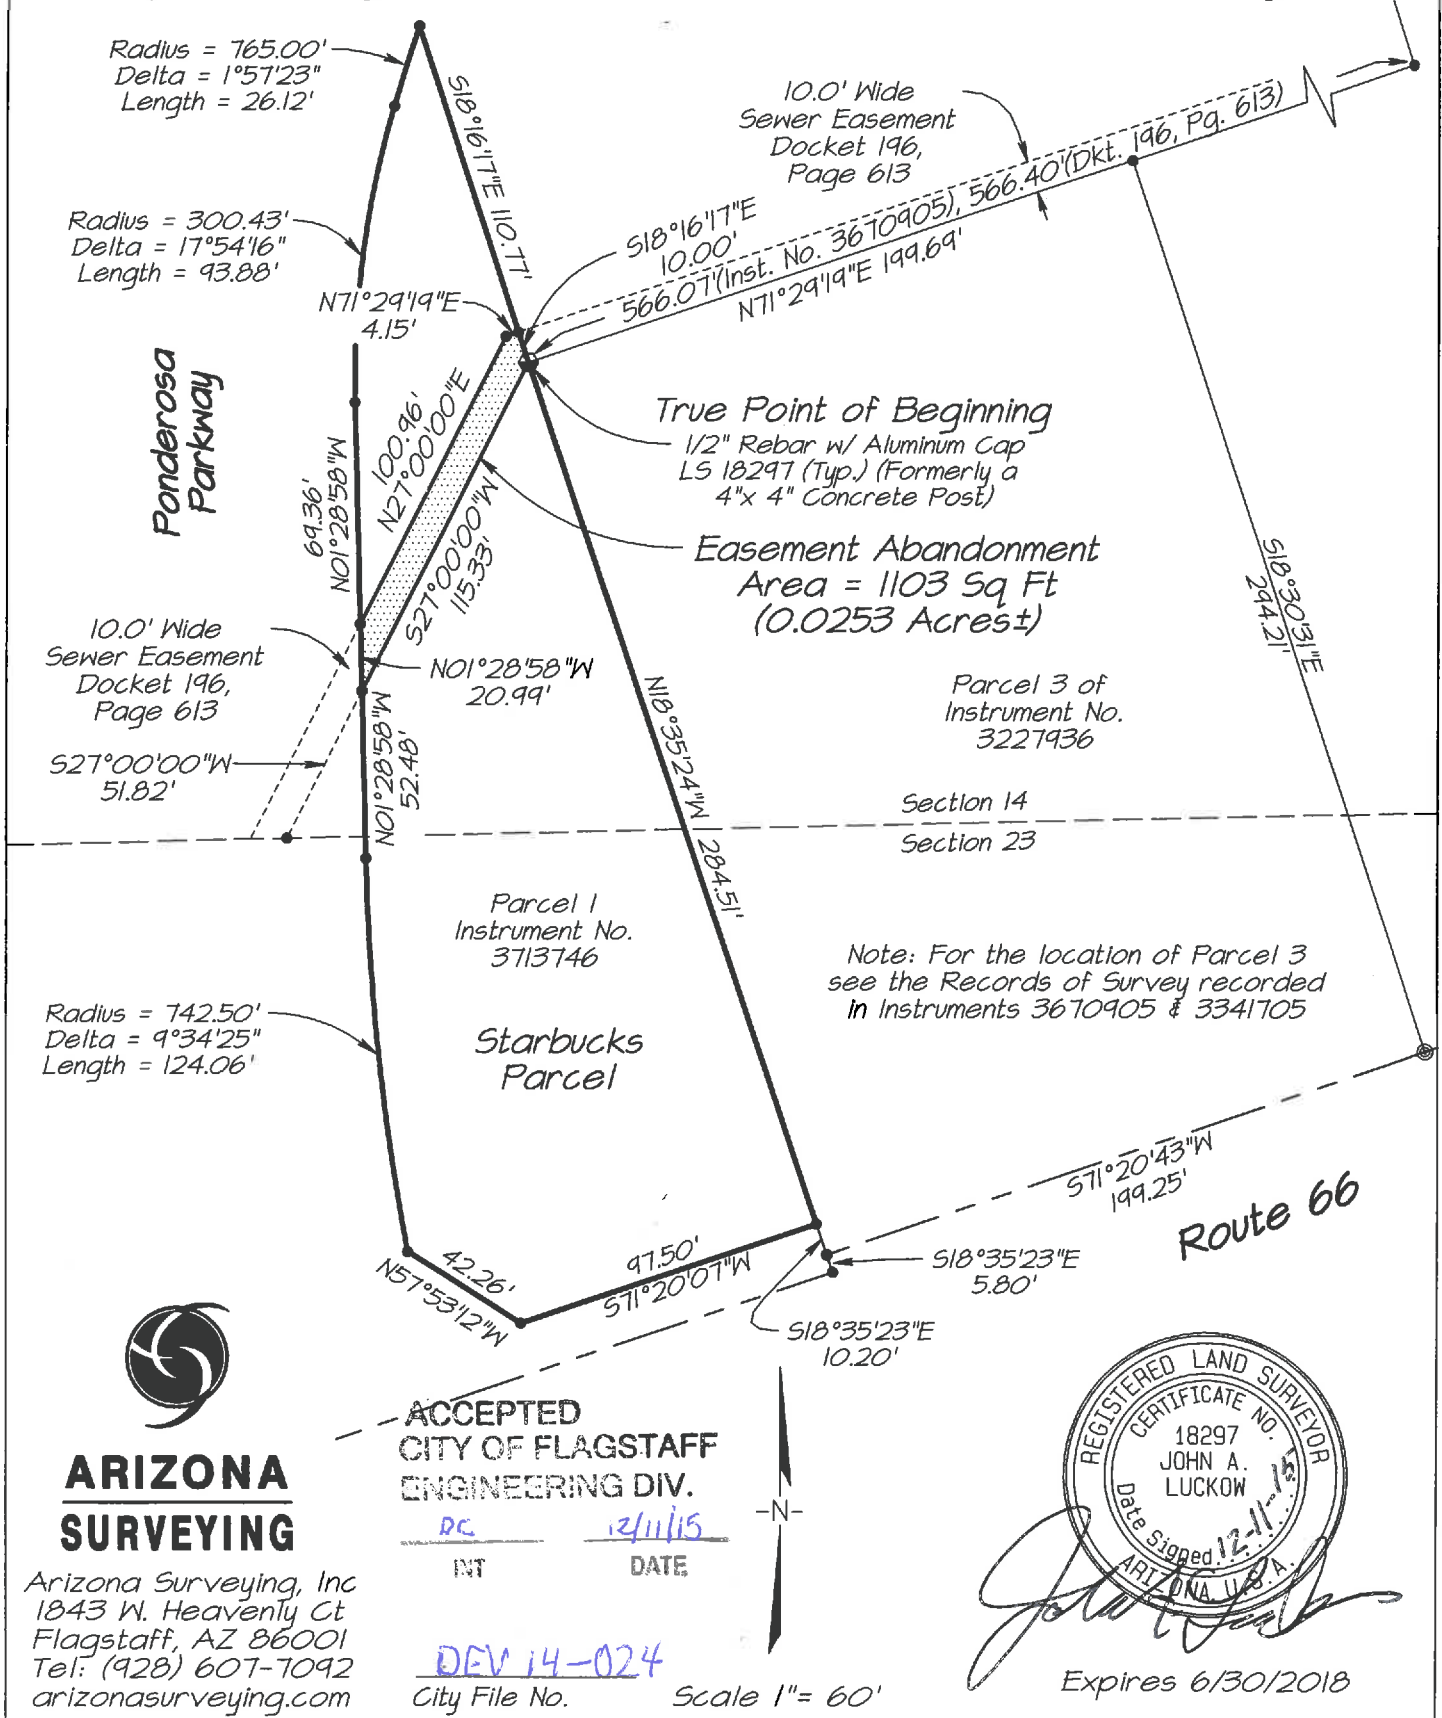 Radius = 765.00'
Delta = 1°57'23"
Length = 26.12'
S18°16'17"E 110.77'
10.0' Wide
Sewer Easement
Docket 196,
Page 613
566.07'(Inst. No. 3670905), 566.40'(Dkt. 196, Pg. 613)
N71°29'19"E 199.69'
S18°16'17"E
10.00'
Radius = 300.43'
Delta = 17°54'16"
Length = 93.88'
N71°29'19"E
4.15'
Ponderosa
Parkway
100.96'
N27°00'00"E
69.36'
N01°28'58"W
S27°00'00"W
115.33'
True Point of Beginning
1/2" Rebar w/ Aluminum Cap
LS 18297 (Typ.) (Formerly a
4"x 4" Concrete Post)
Easement Abandonment
Area = 1103 Sq Ft
(0.0253 Acres±)
S18°30'31"E
294.21'
10.0' Wide
Sewer Easement
Docket 196,
Page 613
N01°28'58"W
20.99'
S27°00'00"W
51.82'
N01°28'58"W
52.48'
N18°35'24"W 284.51'
Parcel 3 of
Instrument No.
3227936
Section 14
Section 23
Parcel 1
Instrument No.
3713746
Note: For the location of Parcel 3
see the Records of Survey recorded
in Instruments 3670905 & 3341705
Radius = 742.50'
Delta = 9°34'25"
Length = 124.06'
Starbucks
Parcel
S71°20'43"W
199.25'
Route 66
42.26'
N57°53'12"W
97.50'
S71°20'07"W
S18°35'23"E
5.80'
S18°35'23"E
10.20'
ARIZONA
SURVEYING
Arizona Surveying, Inc
1843 W. Heavenly Ct
Flagstaff, AZ 86001
Tel: (928) 607-7092
arizonasurveying.com
ACCEPTED
CITY OF FLAGSTAFF
ENGINEERING DIV.
DC 12/11/15
INT DATE
DEV 14-024
City File No.
-N-
Scale 1"= 60'
REGISTERED LAND SURVEYOR
CERTIFICATE NO.
18297
JOHN A.
LUCKOW
Date Signed 12-11-15
ARIZONA, U.S.A.
Expires 6/30/2018